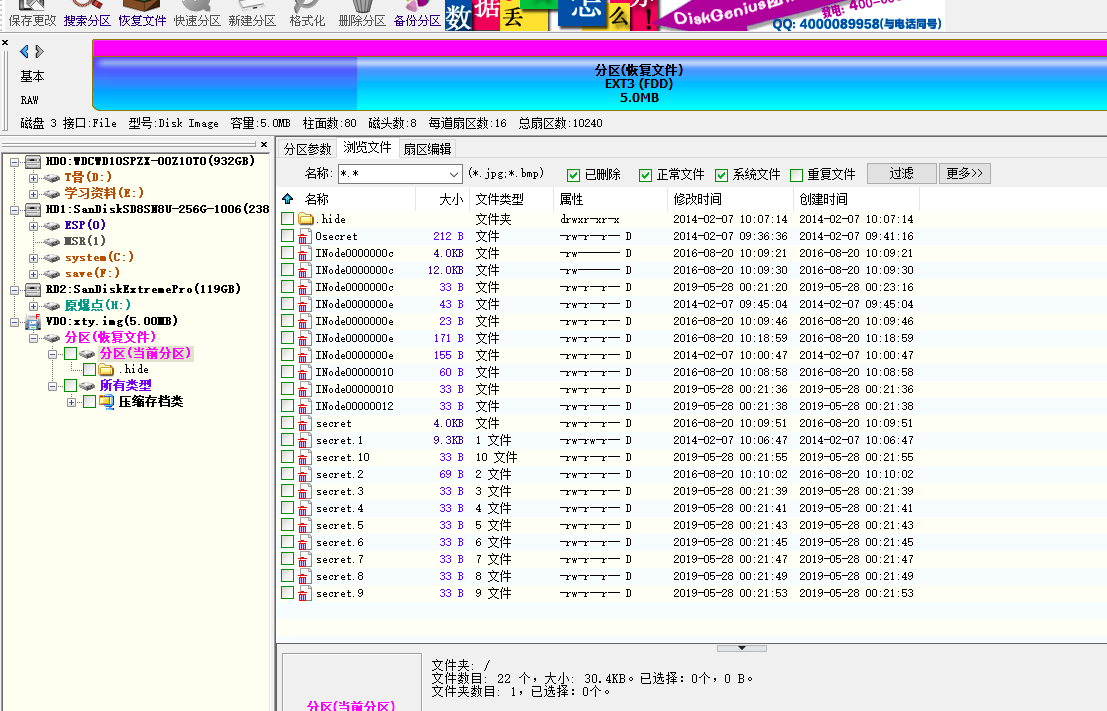 保存更改 搜索分区 恢复文件 快速分区 新建分区 格式化 删除分区 备份分区
数 据 丢 怎 么 !
DiskGenius
致电: 400-00
QQ: 4000089958(与电话同号)
基本
RAW
分区(恢复文件)
EXT3 (FDD)
5.0MB
磁盘 3 接口:File 型号:Disk Image 容量:5.0MB 柱面数:80 磁头数:8 每道扇区数:16 总扇区数:10240
HD0:WDCWD10SPZX-00Z10T0(932GB)
T骨(D:)
学习资料(E:)
HD1:SanDiskSD8SN8U-256G-1006(238
ESP(0)
MSR(1)
system(C:)
save(F:)
RD2:SanDiskExtremePro(119GB)
原爆点(H:)
VD0:xty.img(5.00MB)
分区(恢复文件)
分区(当前分区)
.hide
所有类型
压缩存档类
分区参数 浏览文件 扇区编辑
名称: *.* (*.jpg;*.bmp) 已删除 正常文件 系统文件 重复文件 过滤 更多>>
名称 大小 文件类型 属性 修改时间 创建时间
.hide 文件夹 drwxr-xr-x 2014-02-07 10:07:14 2014-02-07 10:07:14
0secret 212 B 文件 -rw-r--r-- D 2014-02-07 09:36:36 2014-02-07 09:41:16
INode0000000c 4.0KB 文件 -rw------- D 2016-08-20 10:09:21 2016-08-20 10:09:21
INode0000000c 12.0KB 文件 -rw------- D 2016-08-20 10:09:30 2016-08-20 10:09:30
INode0000000c 33 B 文件 -rw-r--r-- D 2019-05-28 00:21:20 2019-05-28 00:23:16
INode0000000e 43 B 文件 -rw-r--r-- D 2014-02-07 09:45:04 2014-02-07 09:45:04
INode0000000e 23 B 文件 -rw-r--r-- D 2016-08-20 10:09:46 2016-08-20 10:09:46
INode0000000e 171 B 文件 -rw-r--r-- D 2016-08-20 10:18:59 2016-08-20 10:18:59
INode0000000e 155 B 文件 -rw-r--r-- D 2014-02-07 10:00:47 2014-02-07 10:00:47
INode00000010 60 B 文件 -rw-r--r-- D 2016-08-20 10:08:58 2016-08-20 10:08:58
INode00000010 33 B 文件 -rw-r--r-- D 2019-05-28 00:21:36 2019-05-28 00:21:36
INode00000012 33 B 文件 -rw-r--r-- D 2019-05-28 00:21:38 2019-05-28 00:21:38
secret 4.0KB 文件 -rw-r--r-- D 2016-08-20 10:09:51 2016-08-20 10:09:51
secret.1 9.3KB 1 文件 -rw-rw-r-- D 2014-02-07 10:06:47 2014-02-07 10:06:47
secret.10 33 B 10 文件 -rw-r--r-- D 2019-05-28 00:21:55 2019-05-28 00:21:55
secret.2 69 B 2 文件 -rw-r--r-- D 2016-08-20 10:10:02 2016-08-20 10:10:02
secret.3 33 B 3 文件 -rw-r--r-- D 2019-05-28 00:21:39 2019-05-28 00:21:39
secret.4 33 B 4 文件 -rw-r--r-- D 2019-05-28 00:21:41 2019-05-28 00:21:41
secret.5 33 B 5 文件 -rw-r--r-- D 2019-05-28 00:21:43 2019-05-28 00:21:43
secret.6 33 B 6 文件 -rw-r--r-- D 2019-05-28 00:21:45 2019-05-28 00:21:45
secret.7 33 B 7 文件 -rw-r--r-- D 2019-05-28 00:21:47 2019-05-28 00:21:47
secret.8 33 B 8 文件 -rw-r--r-- D 2019-05-28 00:21:49 2019-05-28 00:21:49
secret.9 33 B 9 文件 -rw-r--r-- D 2019-05-28 00:21:53 2019-05-28 00:21:53
文件夹: /
文件数目: 22 个，大小: 30.4KB。已选择：0个，0 B。
文件夹数目: 1，已选择：0个。
分区(当前分区)